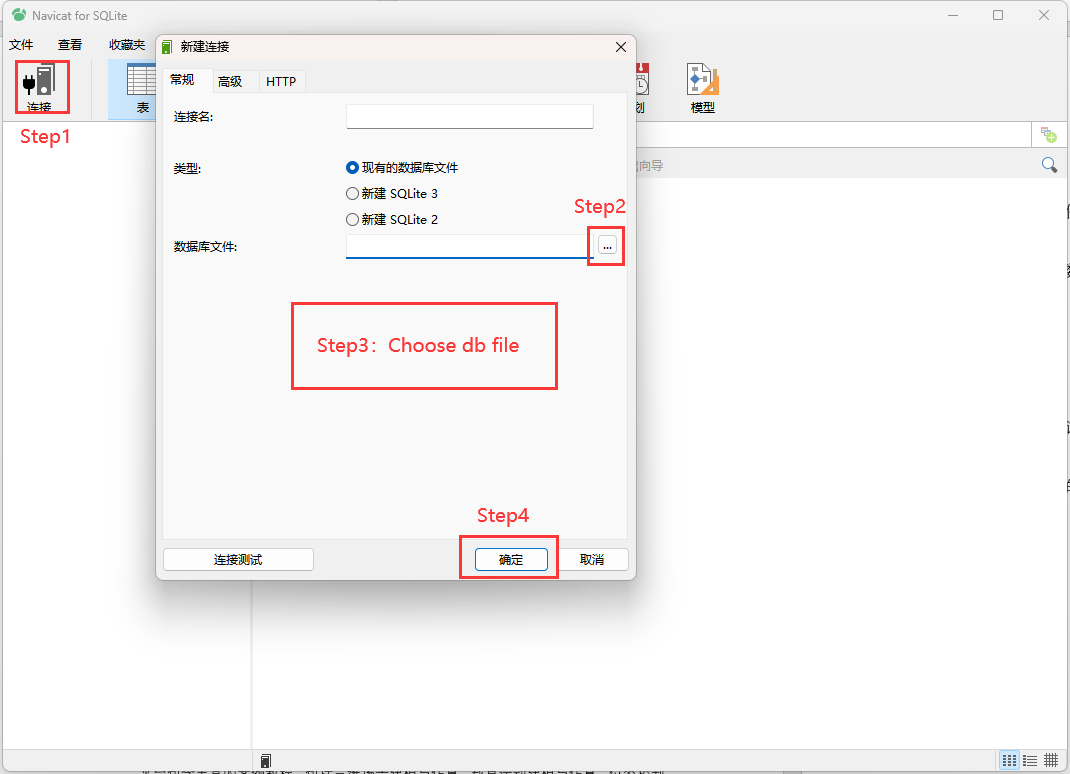 Navicat for SQLite
文件 查看 收藏夹
新建连接
连接
表
划
模型
Step1
常规 高级 HTTP
连接名:
向导
类型:
现有的数据库文件
新建 SQLite 3
新建 SQLite 2
Step2
数据库文件:
...
Step3：Choose db file
Step4
连接测试 确定 取消